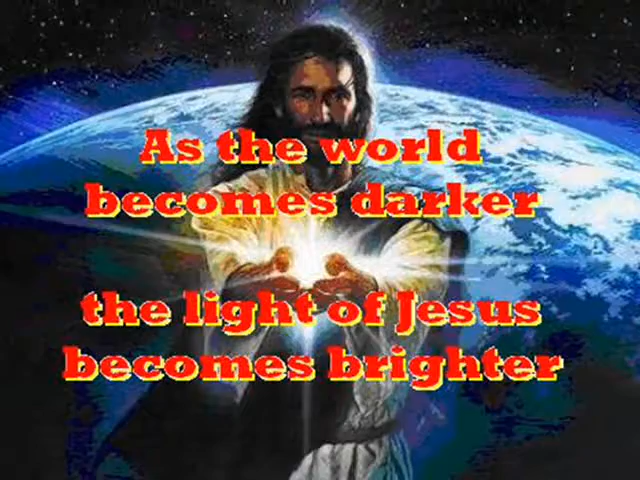 As the world
becomes darker
the light of Jesus
becomes brighter